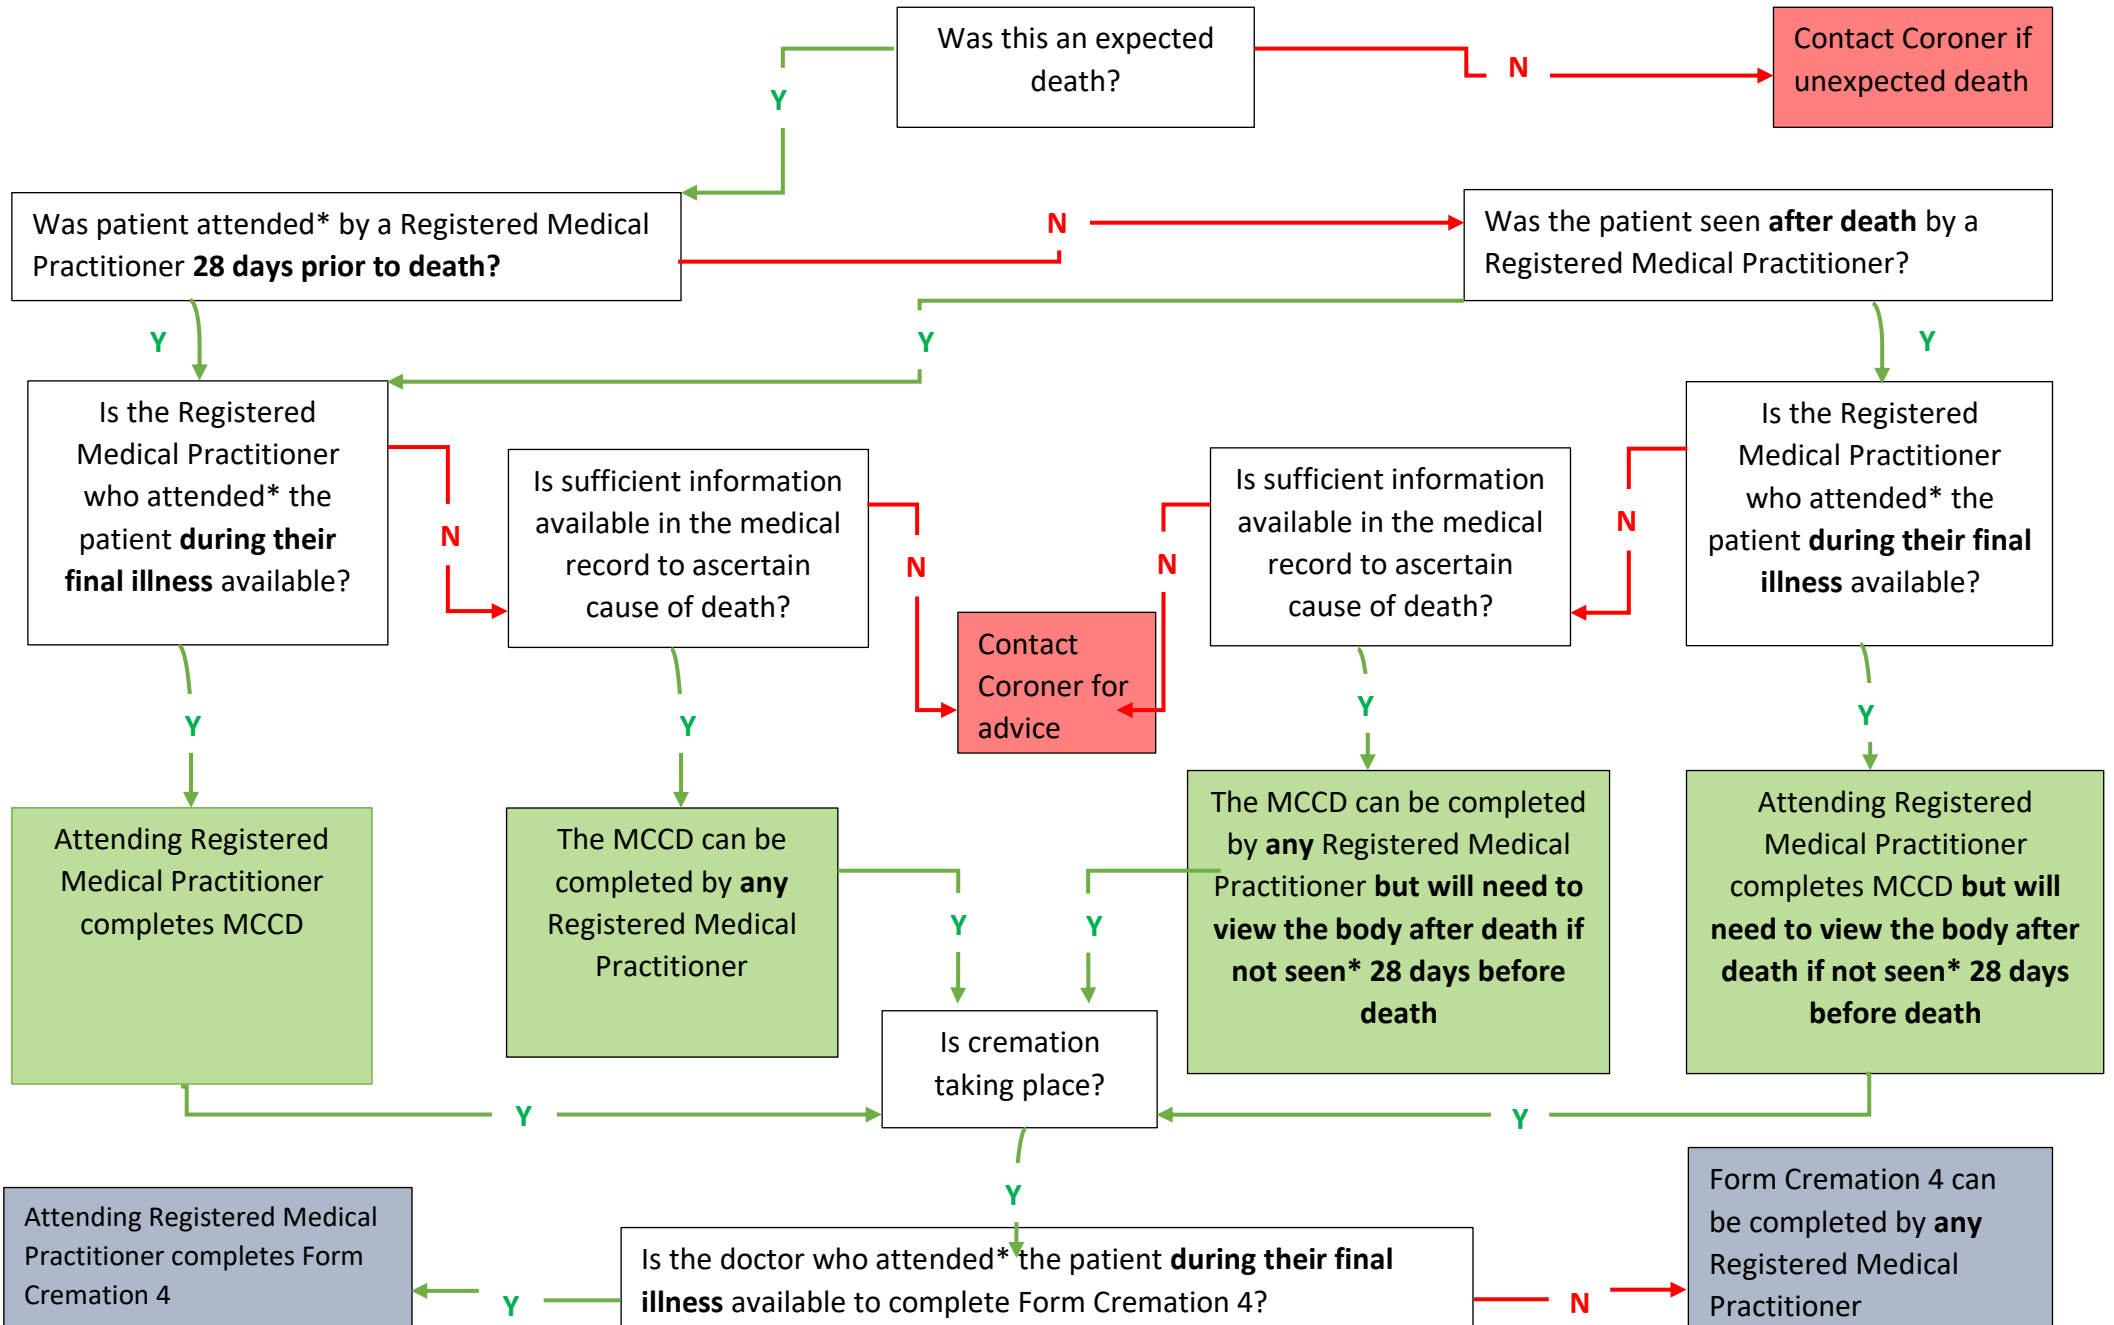 Was this an expected
death?
N
Contact Coroner if
unexpected death
Y
Was patient attended* by a Registered Medical
Practitioner 28 days prior to death?
N
Was the patient seen after death by a
Registered Medical Practitioner?
Y
Y
Y
Is the Registered
Medical Practitioner
who attended* the
patient during their
final illness available?
N
Is sufficient information
available in the medical
record to ascertain
cause of death?
N
Contact
Coroner for
advice
N
Is sufficient information
available in the medical
record to ascertain
cause of death?
N
Is the Registered
Medical Practitioner
who attended* the
patient during their final
illness available?
Y
Y
Y
Y
Attending Registered
Medical Practitioner
completes MCCD
The MCCD can be
completed by any
Registered Medical
Practitioner
Y
Y
The MCCD can be completed
by any Registered Medical
Practitioner but will need to
view the body after death if
not seen* 28 days before
death
Attending Registered
Medical Practitioner
completes MCCD but will
need to view the body after
death if not seen* 28 days
before death
Is cremation
taking place?
Y
Y
Y
Attending Registered Medical
Practitioner completes Form
Cremation 4
Y
Is the doctor who attended* the patient during their final
illness available to complete Form Cremation 4?
N
Form Cremation 4 can
be completed by any
Registered Medical
Practitioner